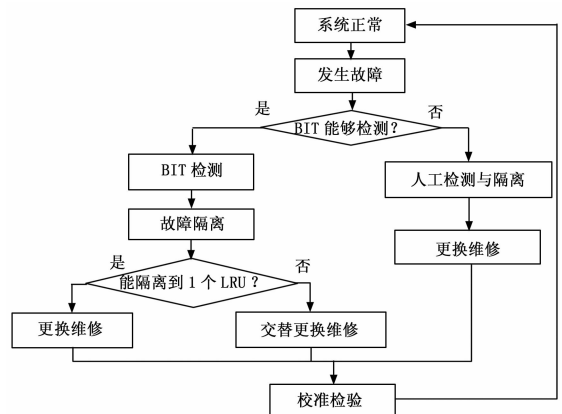 系统正常
发生故障
是
否
BIT 能够检测？
BIT 检测
人工检测与隔离
故障隔离
更换维修
是
否
能隔离到 1 个 LRU？
更换维修
交替更换维修
校准检验